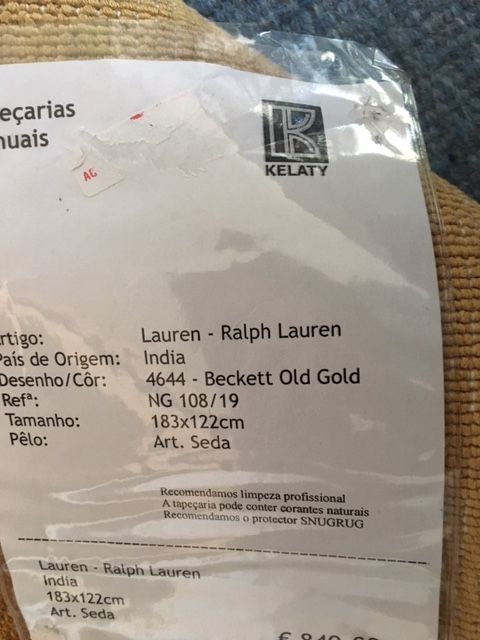 eçarias
nuais
AG
KELATY
rtigo: Lauren - Ralph Lauren
País de Origem: India
Desenho/Côr: 4644 - Beckett Old Gold
Refª: NG 108/19
Tamanho: 183x122cm
Pêlo: Art. Seda
Recomendamos limpeza profissional
A tapeçaria pode conter corantes naturais
Recomendamos o protector SNUGRUG
Lauren - Ralph Lauren
India
183x122cm
Art. Seda